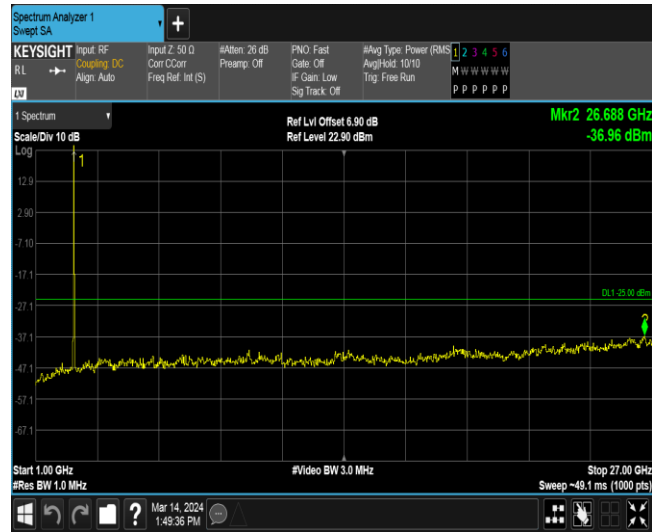 Spectrum Analyzer 1
Swept SA
KEYSIGHT Input: RF Input Z: 50 Ω #Atten: 26 dB PNO: Fast #Avg Type: Power (RMS 1 2 3 4 5 6
RL Coupling: DC Corr CCorr Preamp: Off Gate: Off Avg|Hold: 10/10 M W W W W W
Align: Auto Freq Ref: Int (S) IF Gain: Low Trig: Free Run
LXI Sig Track: Off P P P P P P
1 Spectrum Ref Lvl Offset 6.90 dB Mkr2 26.688 GHz
Scale/Div 10 dB Ref Level 22.90 dBm -36.96 dBm
Log
1
12.9
2.90
-7.10
-17.1
DL1 -25.00 dBm
-27.1
2
-37.1
-47.1
-57.1
-67.1
Start 1.00 GHz #Video BW 3.0 MHz Stop 27.00 GHz
#Res BW 1.0 MHz Sweep ~49.1 ms (1000 pts)
? Mar 14, 2024
1:49:36 PM